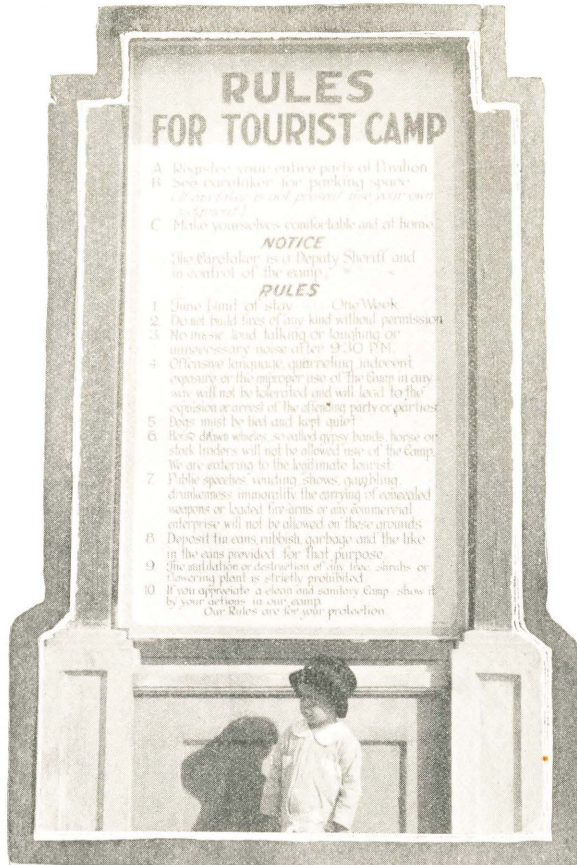 RULES
FOR TOURIST CAMP
A Register your entire party at Pavilion
B See caretaker for parking space
(If caretaker is not present use your own
judgment)
C Make yourselves comfortable and at home
NOTICE
The Caretaker is a Deputy Sheriff and
in control of the camp.
RULES
1 Time limit of stay One Week
2 Do not build fires of any kind without permission
3 No music loud talking or laughing or
unnecessary noise after 9:30 P.M.
4 Offensive language, quarreling indecent
exposure or the improper use of the Camp in any
way will not be tolerated and will lead to the
expulsion or arrest of the offending party or parties
5 Dogs must be tied and kept quiet
6 Horse drawn vehicles, so called gypsy bands, horse or
stock traders will not be allowed use of the Camp.
We are catering to the legitimate tourist
7 Public speeches vending, shows, gambling
drunkenness immorality the carrying of concealed
weapons or loaded fire-arms or any commercial
enterprise will not be allowed on these grounds
8 Deposit tin cans, rubbish, garbage and the like
in the cans provided for that purpose
9 The mutilation or destruction of any tree, shrubs or
flowering plant is strictly prohibited
10 If you appreciate a clean and sanitary Camp show it
by your actions in our camp.
Our Rules are for your protection